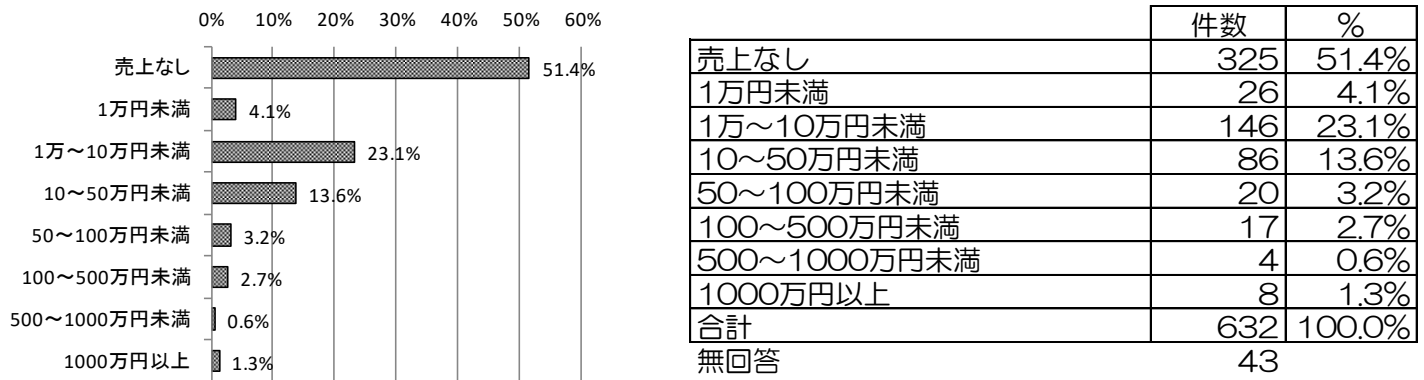 0% 10% 20% 30% 40% 50% 60%
売上なし 51.4%
1万円未満 4.1%
1万～10万円未満 23.1%
10～50万円未満 13.6%
50～100万円未満 3.2%
100～500万円未満 2.7%
500～1000万円未満 0.6%
1000万円以上 1.3%
件数 %
売上なし 325 51.4%
1万円未満 26 4.1%
1万～10万円未満 146 23.1%
10～50万円未満 86 13.6%
50～100万円未満 20 3.2%
100～500万円未満 17 2.7%
500～1000万円未満 4 0.6%
1000万円以上 8 1.3%
合計 632 100.0%
無回答 43